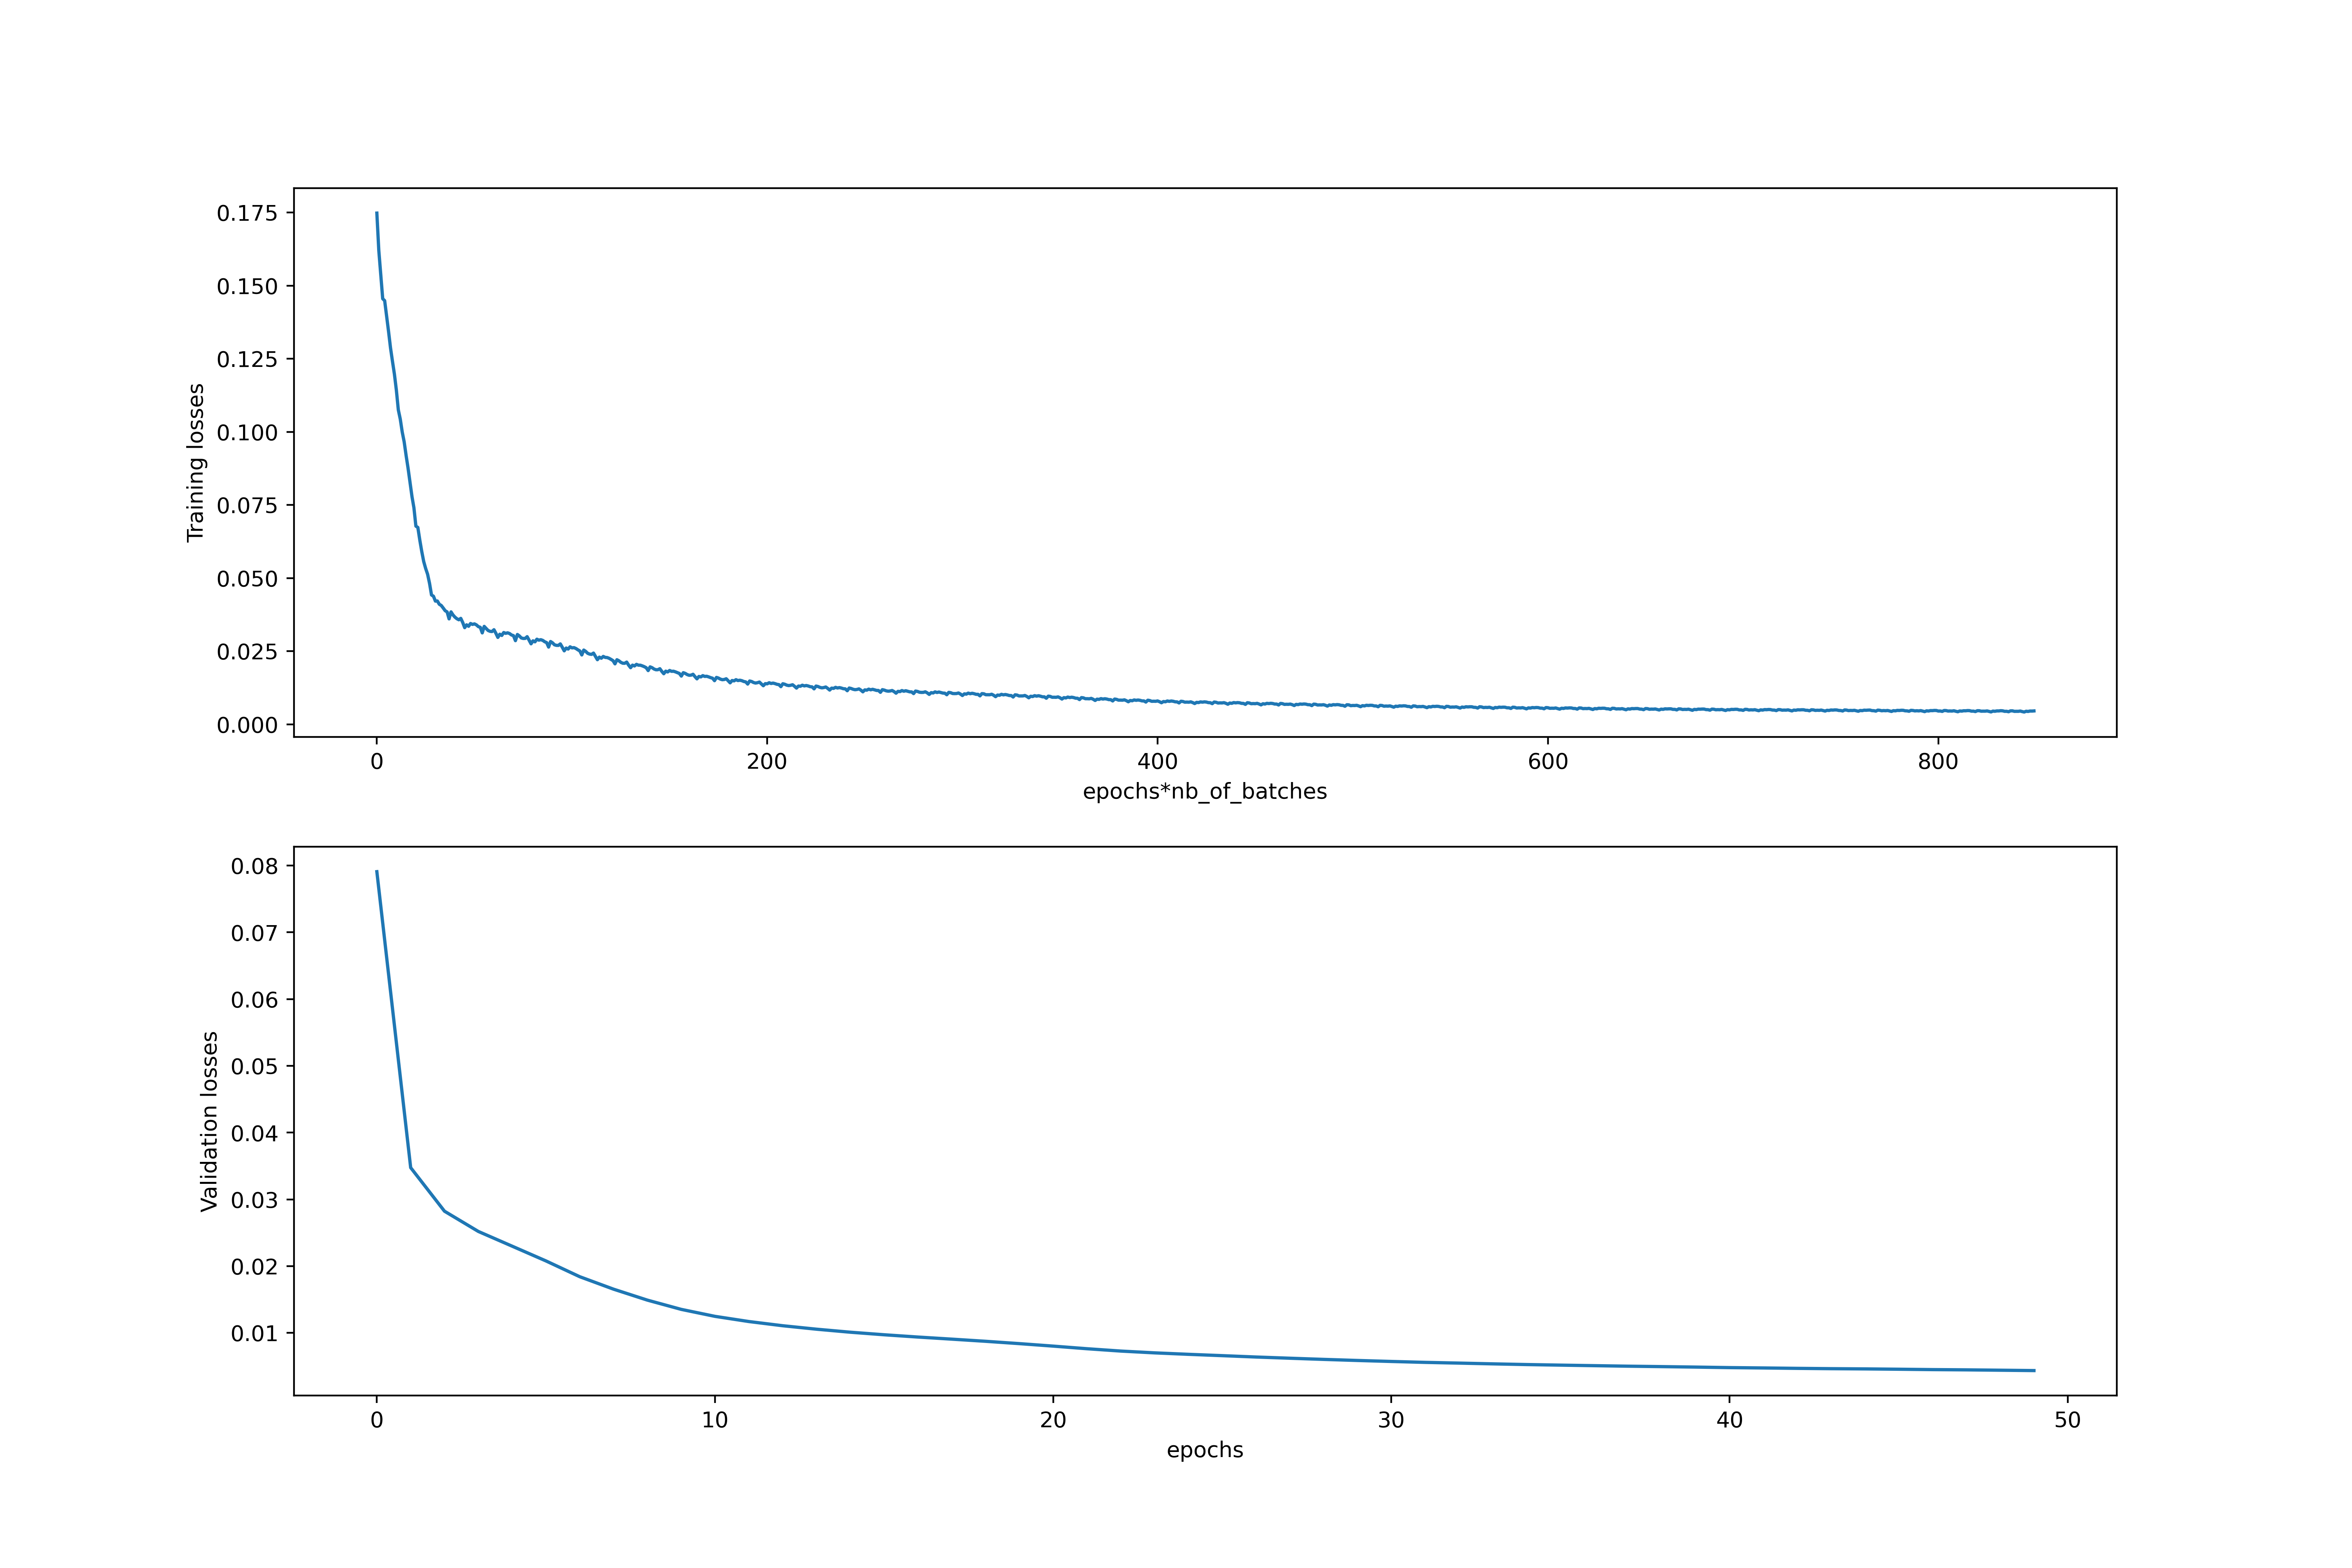 0.175
0.150
0.125
0.100
0.075
0.050
0.025
0.000
Training losses
0 200 400 600 800
epochs*nb_of_batches
0.08
0.07
0.06
0.05
0.04
0.03
0.02
0.01
Validation losses
0 10 20 30 40 50
epochs